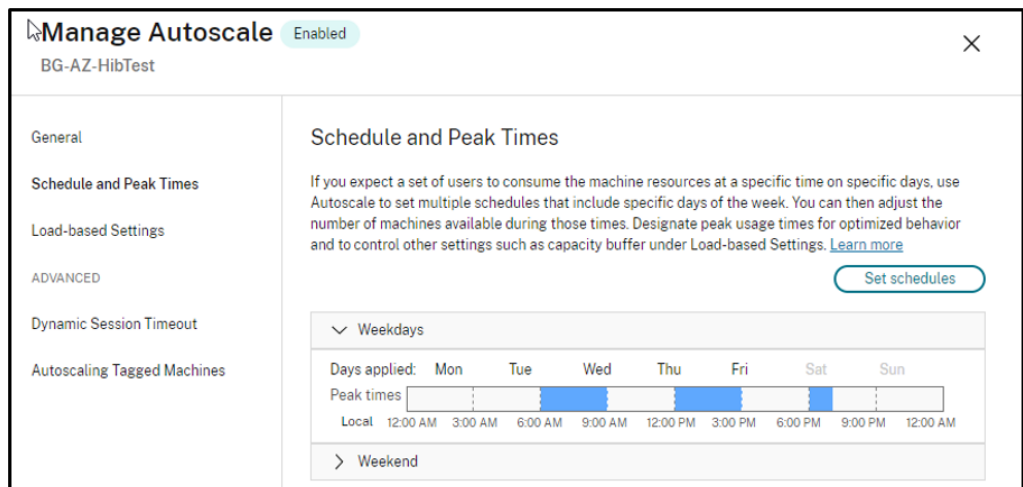 Manage Autoscale Enabled
BG-AZ-HibTest
General
Schedule and Peak Times
Load-based Settings
ADVANCED
Dynamic Session Timeout
Autoscaling Tagged Machines
Schedule and Peak Times
If you expect a set of users to consume the machine resources at a specific time on specific days, use
Autoscale to set multiple schedules that include specific days of the week. You can then adjust the
number of machines available during those times. Designate peak usage times for optimized behavior
and to control other settings such as capacity buffer under Load-based Settings. Learn more
Set schedules
Weekdays
Days applied: Mon Tue Wed Thu Fri Sat Sun
Peak times
Local 12:00 AM 3:00 AM 6:00 AM 9:00 AM 12:00 PM 3:00 PM 6:00 PM 9:00 PM 12:00 AM
Weekend